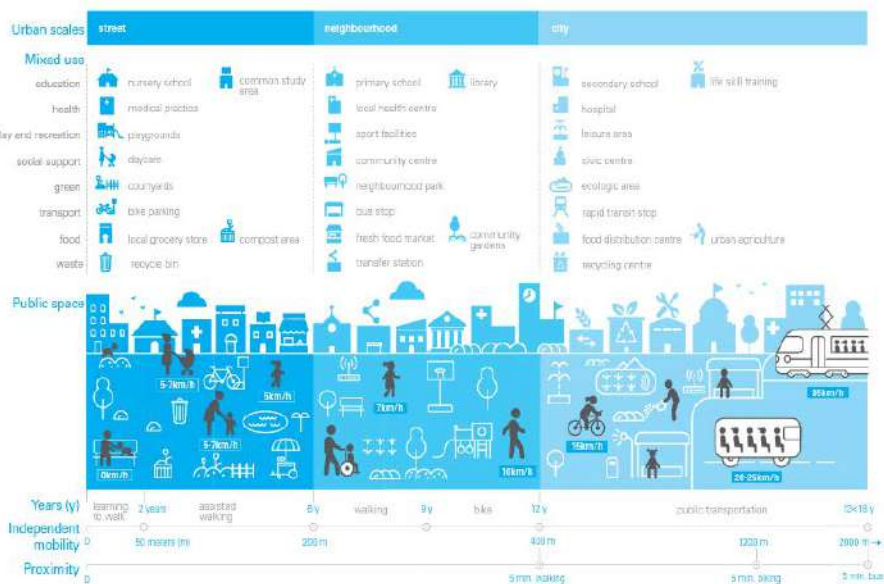 Urban scales street neighbourhood city
Mixed use
education nursery school common study area primary school library secondary school life skill training
health medical practice local health centre hospital
lay and recreation playgrounds sport facilities leisure area
social support daycare community centre civic centre
green courtyards neighbourhood park ecologic area
transport bike parking bus stop rapid transit stop
food local grocery store compost area fresh food market community gardens food distribution centre urban agriculture
waste recycle bin transfer station recycling centre
Public space
5-7km/h
5km/h
7km/h
5-7km/h
15km/h
0km/h
10km/h
20-25km/h
35km/h
Years (y) learning to walk 2 years assisted walking 6 y walking 9 y bike 12 y public transportation 13<18 y
Independent mobility 0 50 meters (m) 200 m 400 m 1200 m 2000 m →
Proximity 0 5 min. walking 5 min. biking 5 min. bus